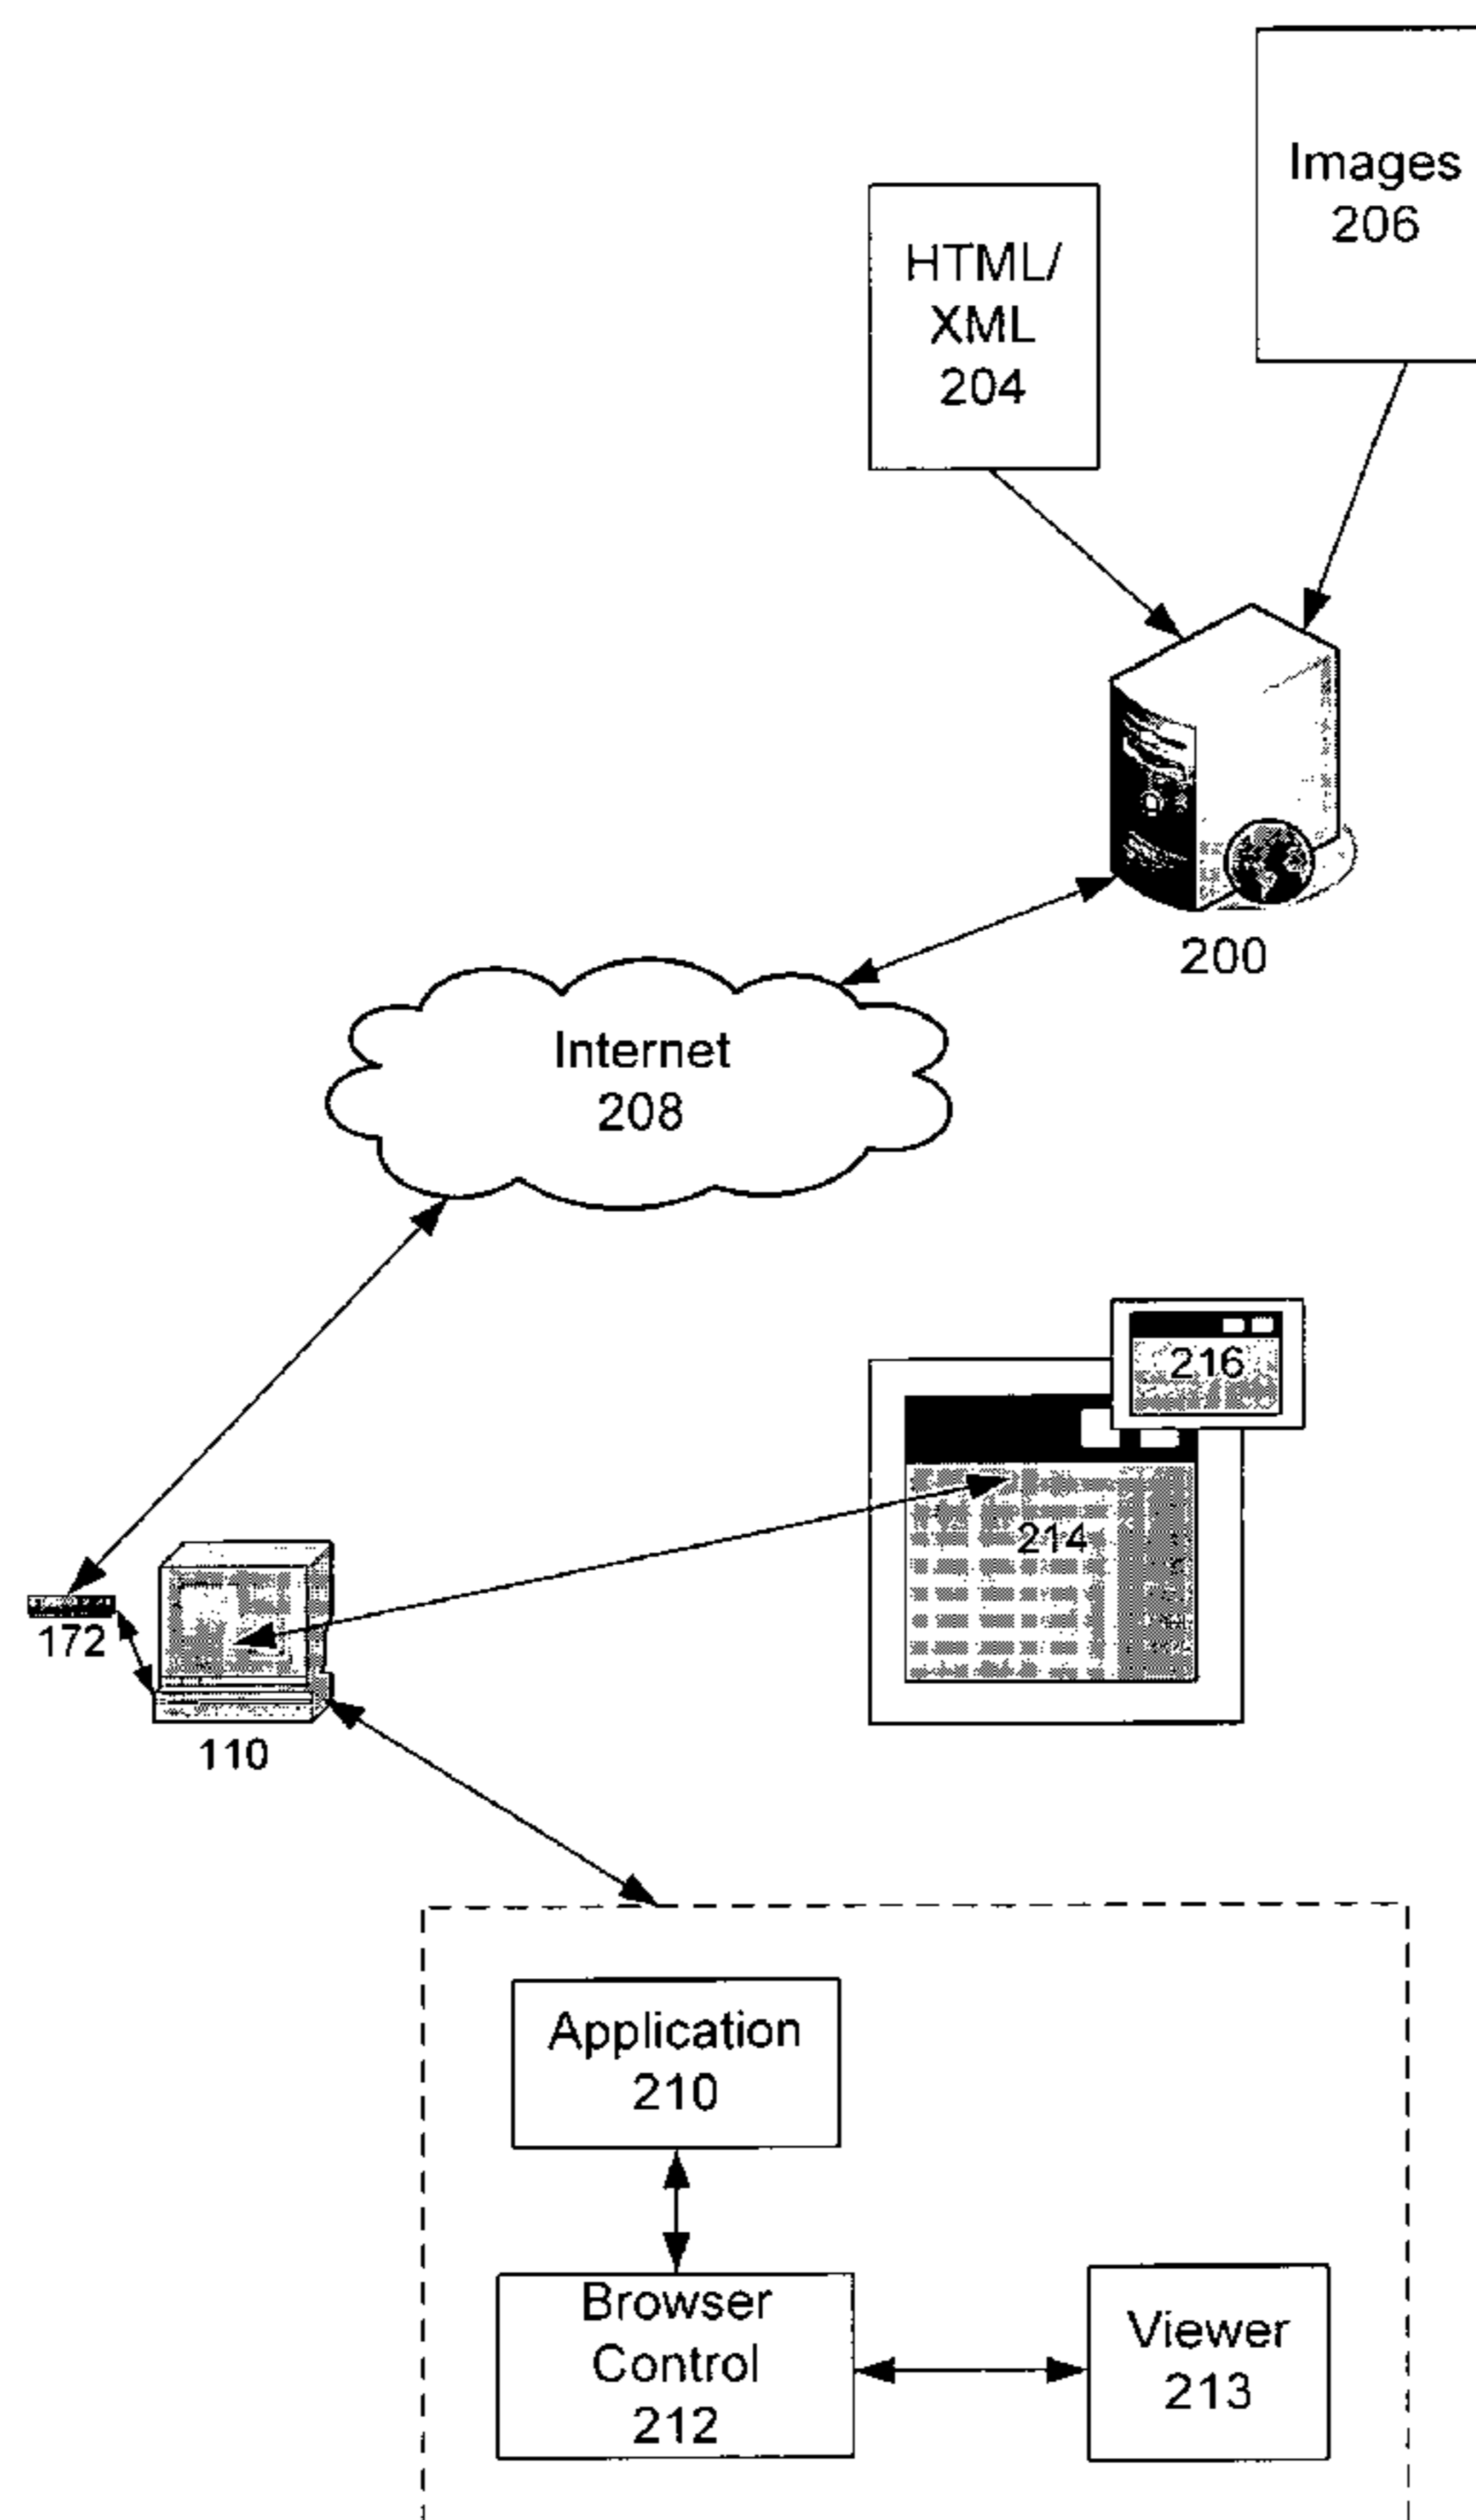 Images
206
HTML/
XML
204
200
Internet
208
216
214
172
110
Application
210
Browser
Control
212
Viewer
213